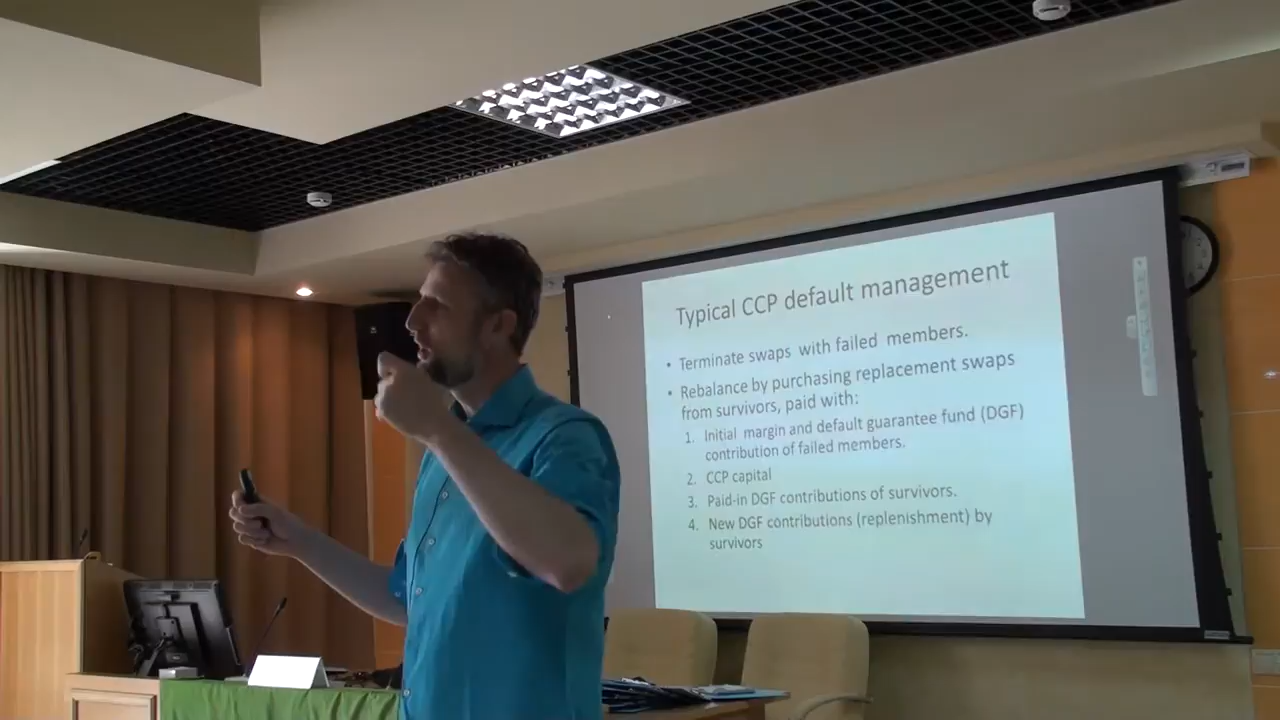 Typical CCP default management
• Terminate swaps with failed members.
• Rebalance by purchasing replacement swaps
from survivors, paid with:
1. Initial margin and default guarantee fund (DGF)
contribution of failed members.
2. CCP capital
3. Paid-in DGF contributions of survivors.
4. New DGF contributions (replenishment) by
survivors